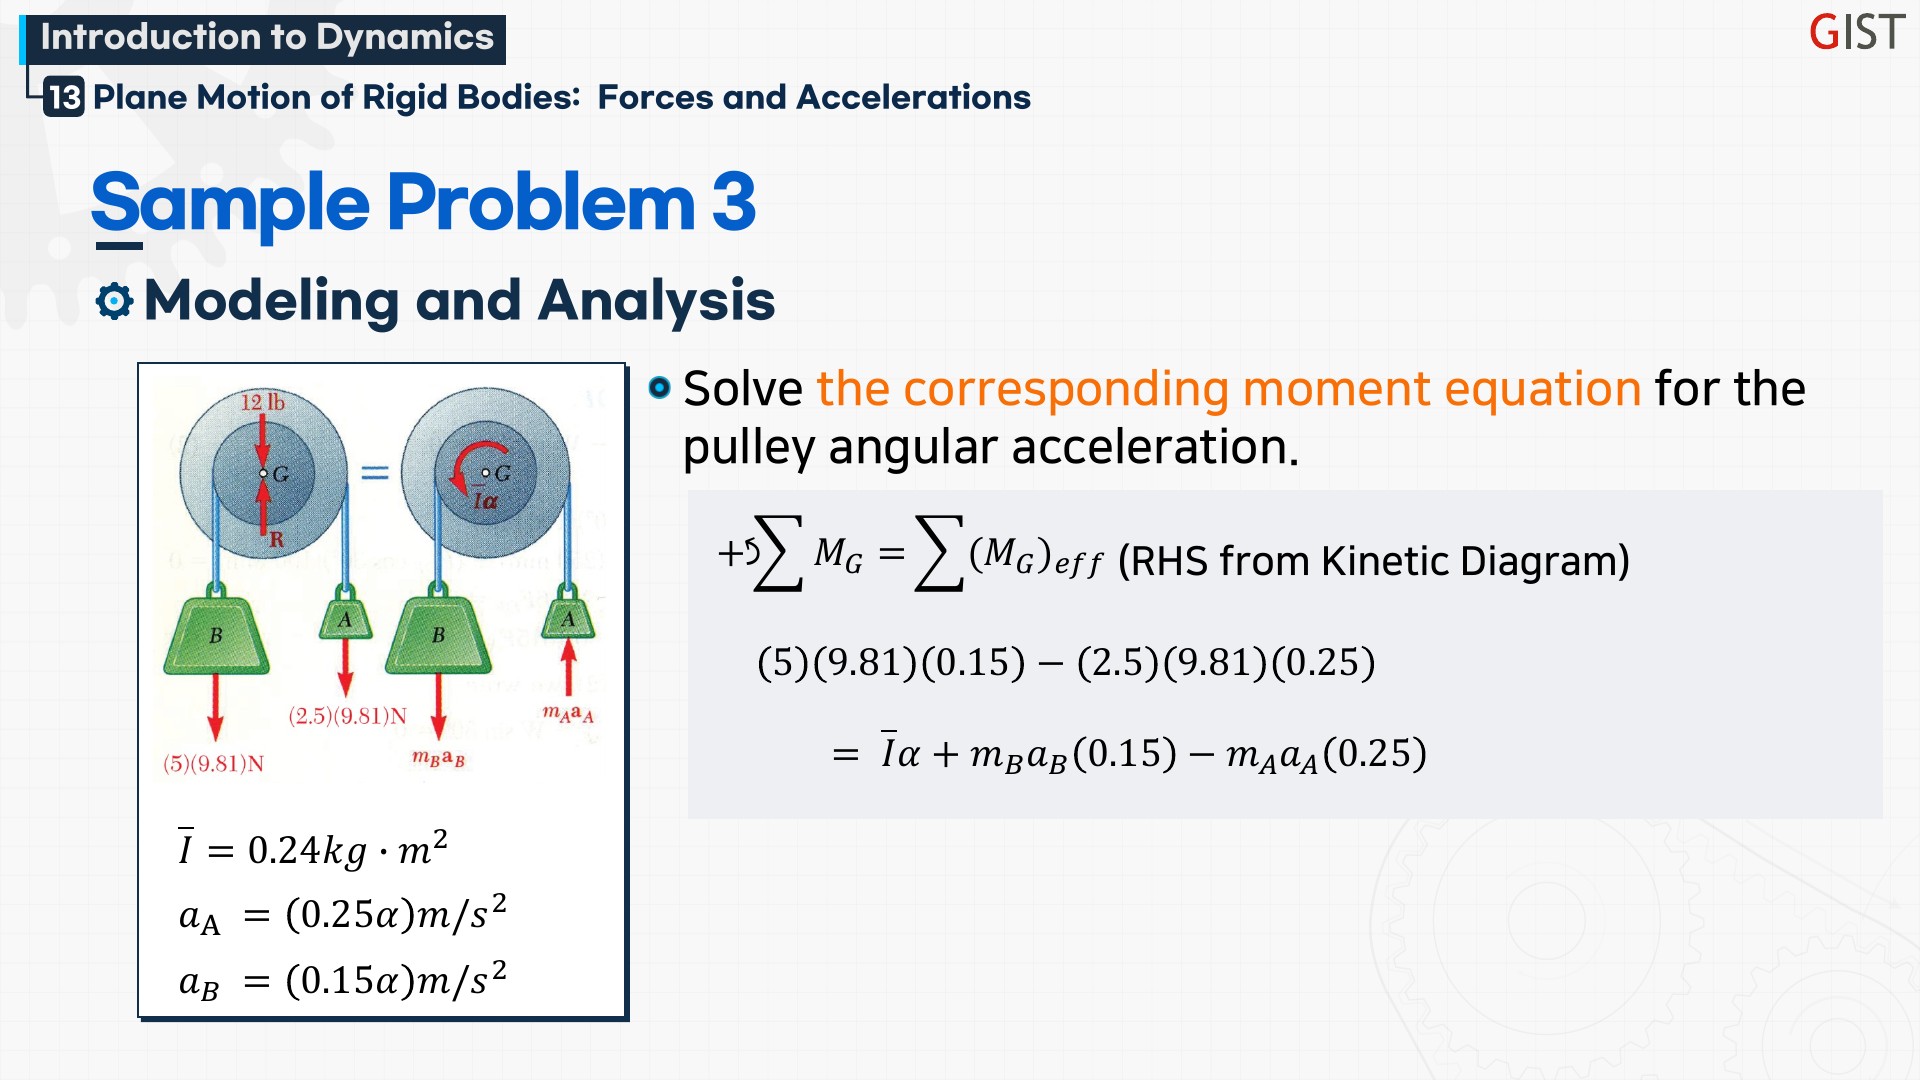 Introduction to Dynamics
GIST
13 Plane Motion of Rigid Bodies: Forces and Accelerations
Sample Problem 3
Modeling and Analysis
12 lb
G
R
=
G
Īα
B
A
B
A
(2.5)(9.81)N
m_A a_A
(5)(9.81)N
m_B a_B
Ī = 0.24kg · m²
a_A = (0.25α)m/s²
a_B = (0.15α)m/s²
Solve the corresponding moment equation for the
pulley angular acceleration.
+↺∑ M_G = ∑(M_G)_eff (RHS from Kinetic Diagram)
(5)(9.81)(0.15) − (2.5)(9.81)(0.25)
= Īα + m_B a_B(0.15) − m_A a_A(0.25)